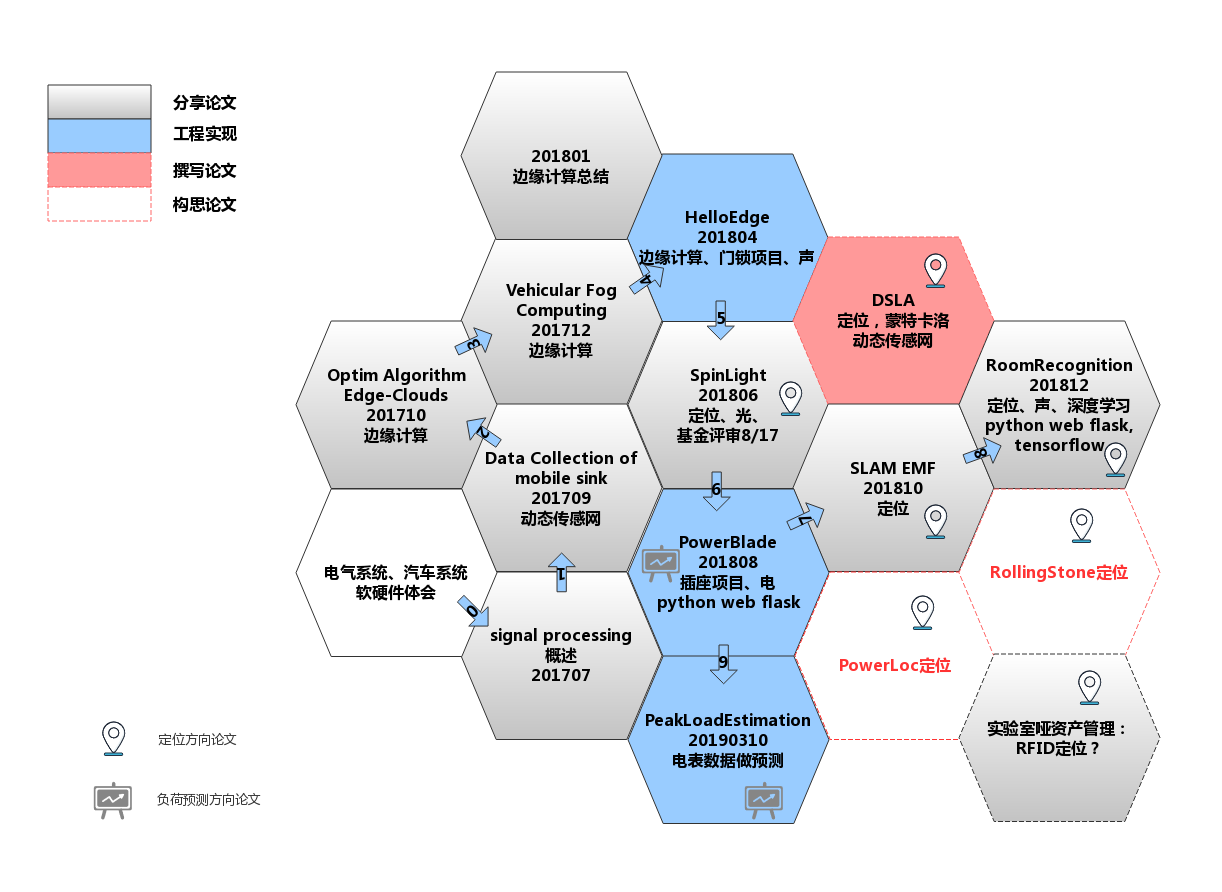 分享论文
工程实现
撰写论文
构思论文
201801
边缘计算总结
HelloEdge
201804
边缘计算、门锁项目、声
Vehicular Fog
Computing
201712
边缘计算
4
5
DSLA
定位，蒙特卡洛
动态传感网
3
Optim Algorithm
Edge-Clouds
201710
边缘计算
SpinLight
201806
定位、光、
基金评审8/17
RoomRecognition
201812
定位、声、深度学习
python web flask,
tensorflow
2
Data Collection of
mobile sink
201709
动态传感网
6
SLAM EMF
201810
定位
8
7
PowerBlade
201808
插座项目、电
python web flask
电气系统、汽车系统
软硬件体会
0
1
RollingStone定位
signal processing
概述
201707
9
PowerLoc定位
PeakLoadEstimation
20190310
电表数据做预测
实验室哑资产管理：
RFID定位？
定位方向论文
负荷预测方向论文